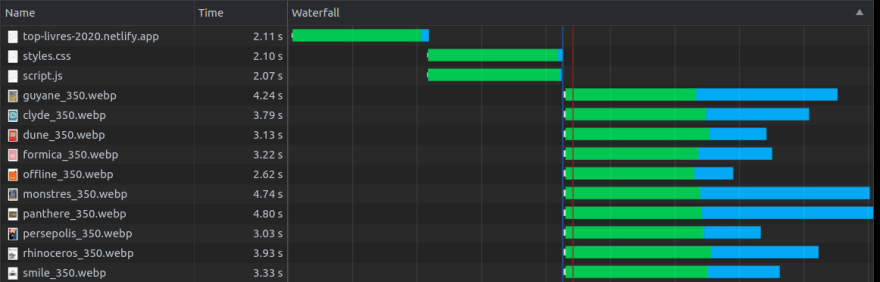 Name Time Waterfall
top-livres-2020.netlify.app 2.11 s
styles.css 2.10 s
script.js 2.07 s
guyane_350.webp 4.24 s
clyde_350.webp 3.79 s
dune_350.webp 3.13 s
formica_350.webp 3.22 s
offline_350.webp 2.62 s
monstres_350.webp 4.74 s
panthere_350.webp 4.80 s
persepolis_350.webp 3.03 s
rhinoceros_350.webp 3.93 s
smile_350.webp 3.33 s